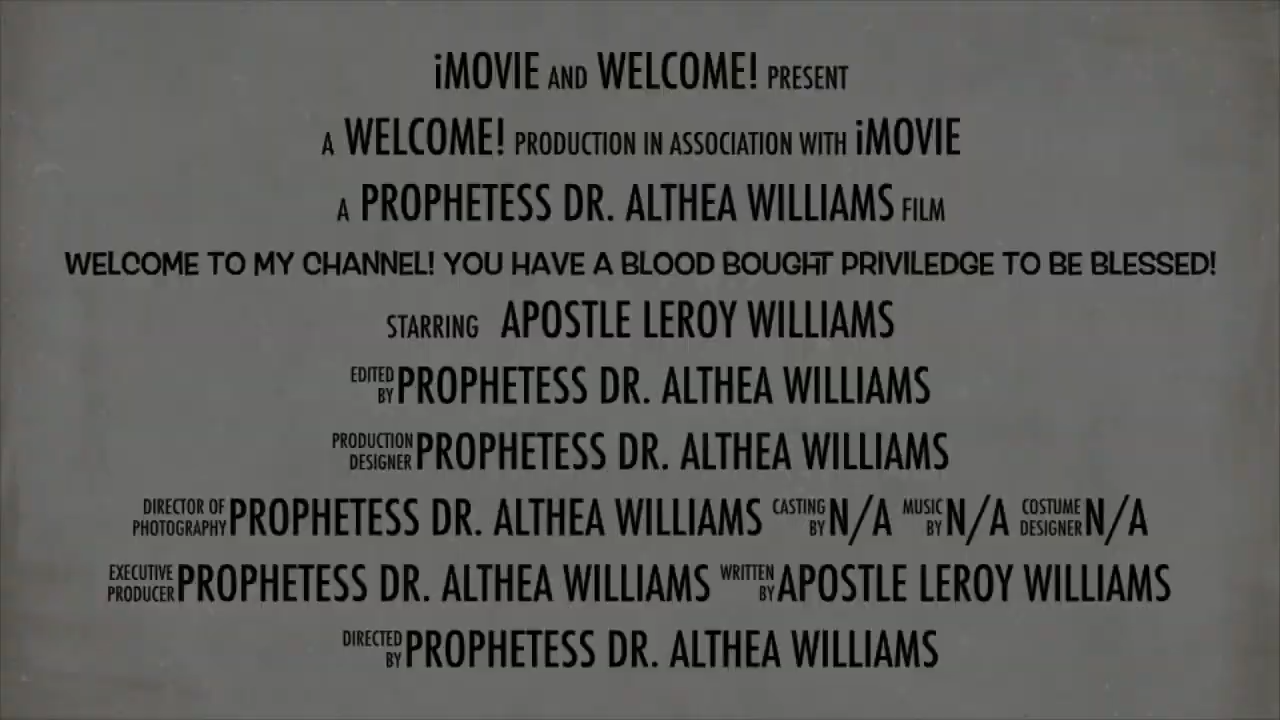 iMOVIE AND WELCOME! PRESENT
A WELCOME! PRODUCTION IN ASSOCIATION WITH iMOVIE
A PROPHETESS DR. ALTHEA WILLIAMS FILM
WELCOME TO MY CHANNEL! YOU HAVE A BLOOD BOUGHT PRIVILEDGE TO BE BLESSED!
STARRING APOSTLE LEROY WILLIAMS
EDITED BY PROPHETESS DR. ALTHEA WILLIAMS
PRODUCTION DESIGNER PROPHETESS DR. ALTHEA WILLIAMS
DIRECTOR OF PHOTOGRAPHY PROPHETESS DR. ALTHEA WILLIAMS CASTING BY N/A MUSIC BY N/A COSTUME DESIGNER N/A
EXECUTIVE PRODUCER PROPHETESS DR. ALTHEA WILLIAMS WRITTEN BY APOSTLE LEROY WILLIAMS
DIRECTED BY PROPHETESS DR. ALTHEA WILLIAMS